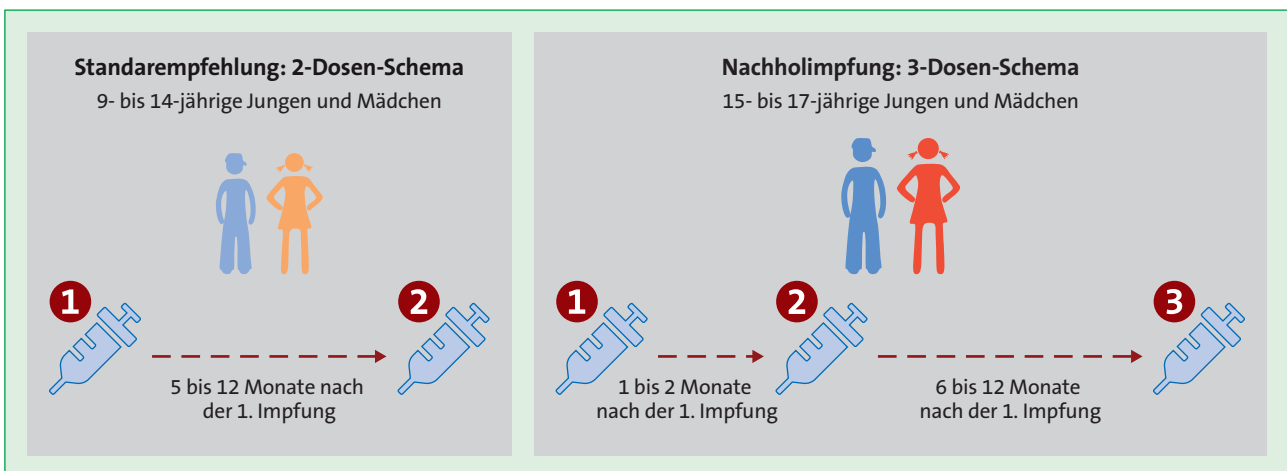 Standarempfehlung: 2-Dosen-Schema
9- bis 14-jährige Jungen und Mädchen
1
2
5 bis 12 Monate nach
der 1. Impfung
Nachholimpfung: 3-Dosen-Schema
15- bis 17-jährige Jungen und Mädchen
1
2
3
1 bis 2 Monate
nach der 1. Impfung
6 bis 12 Monate
nach der 1. Impfung